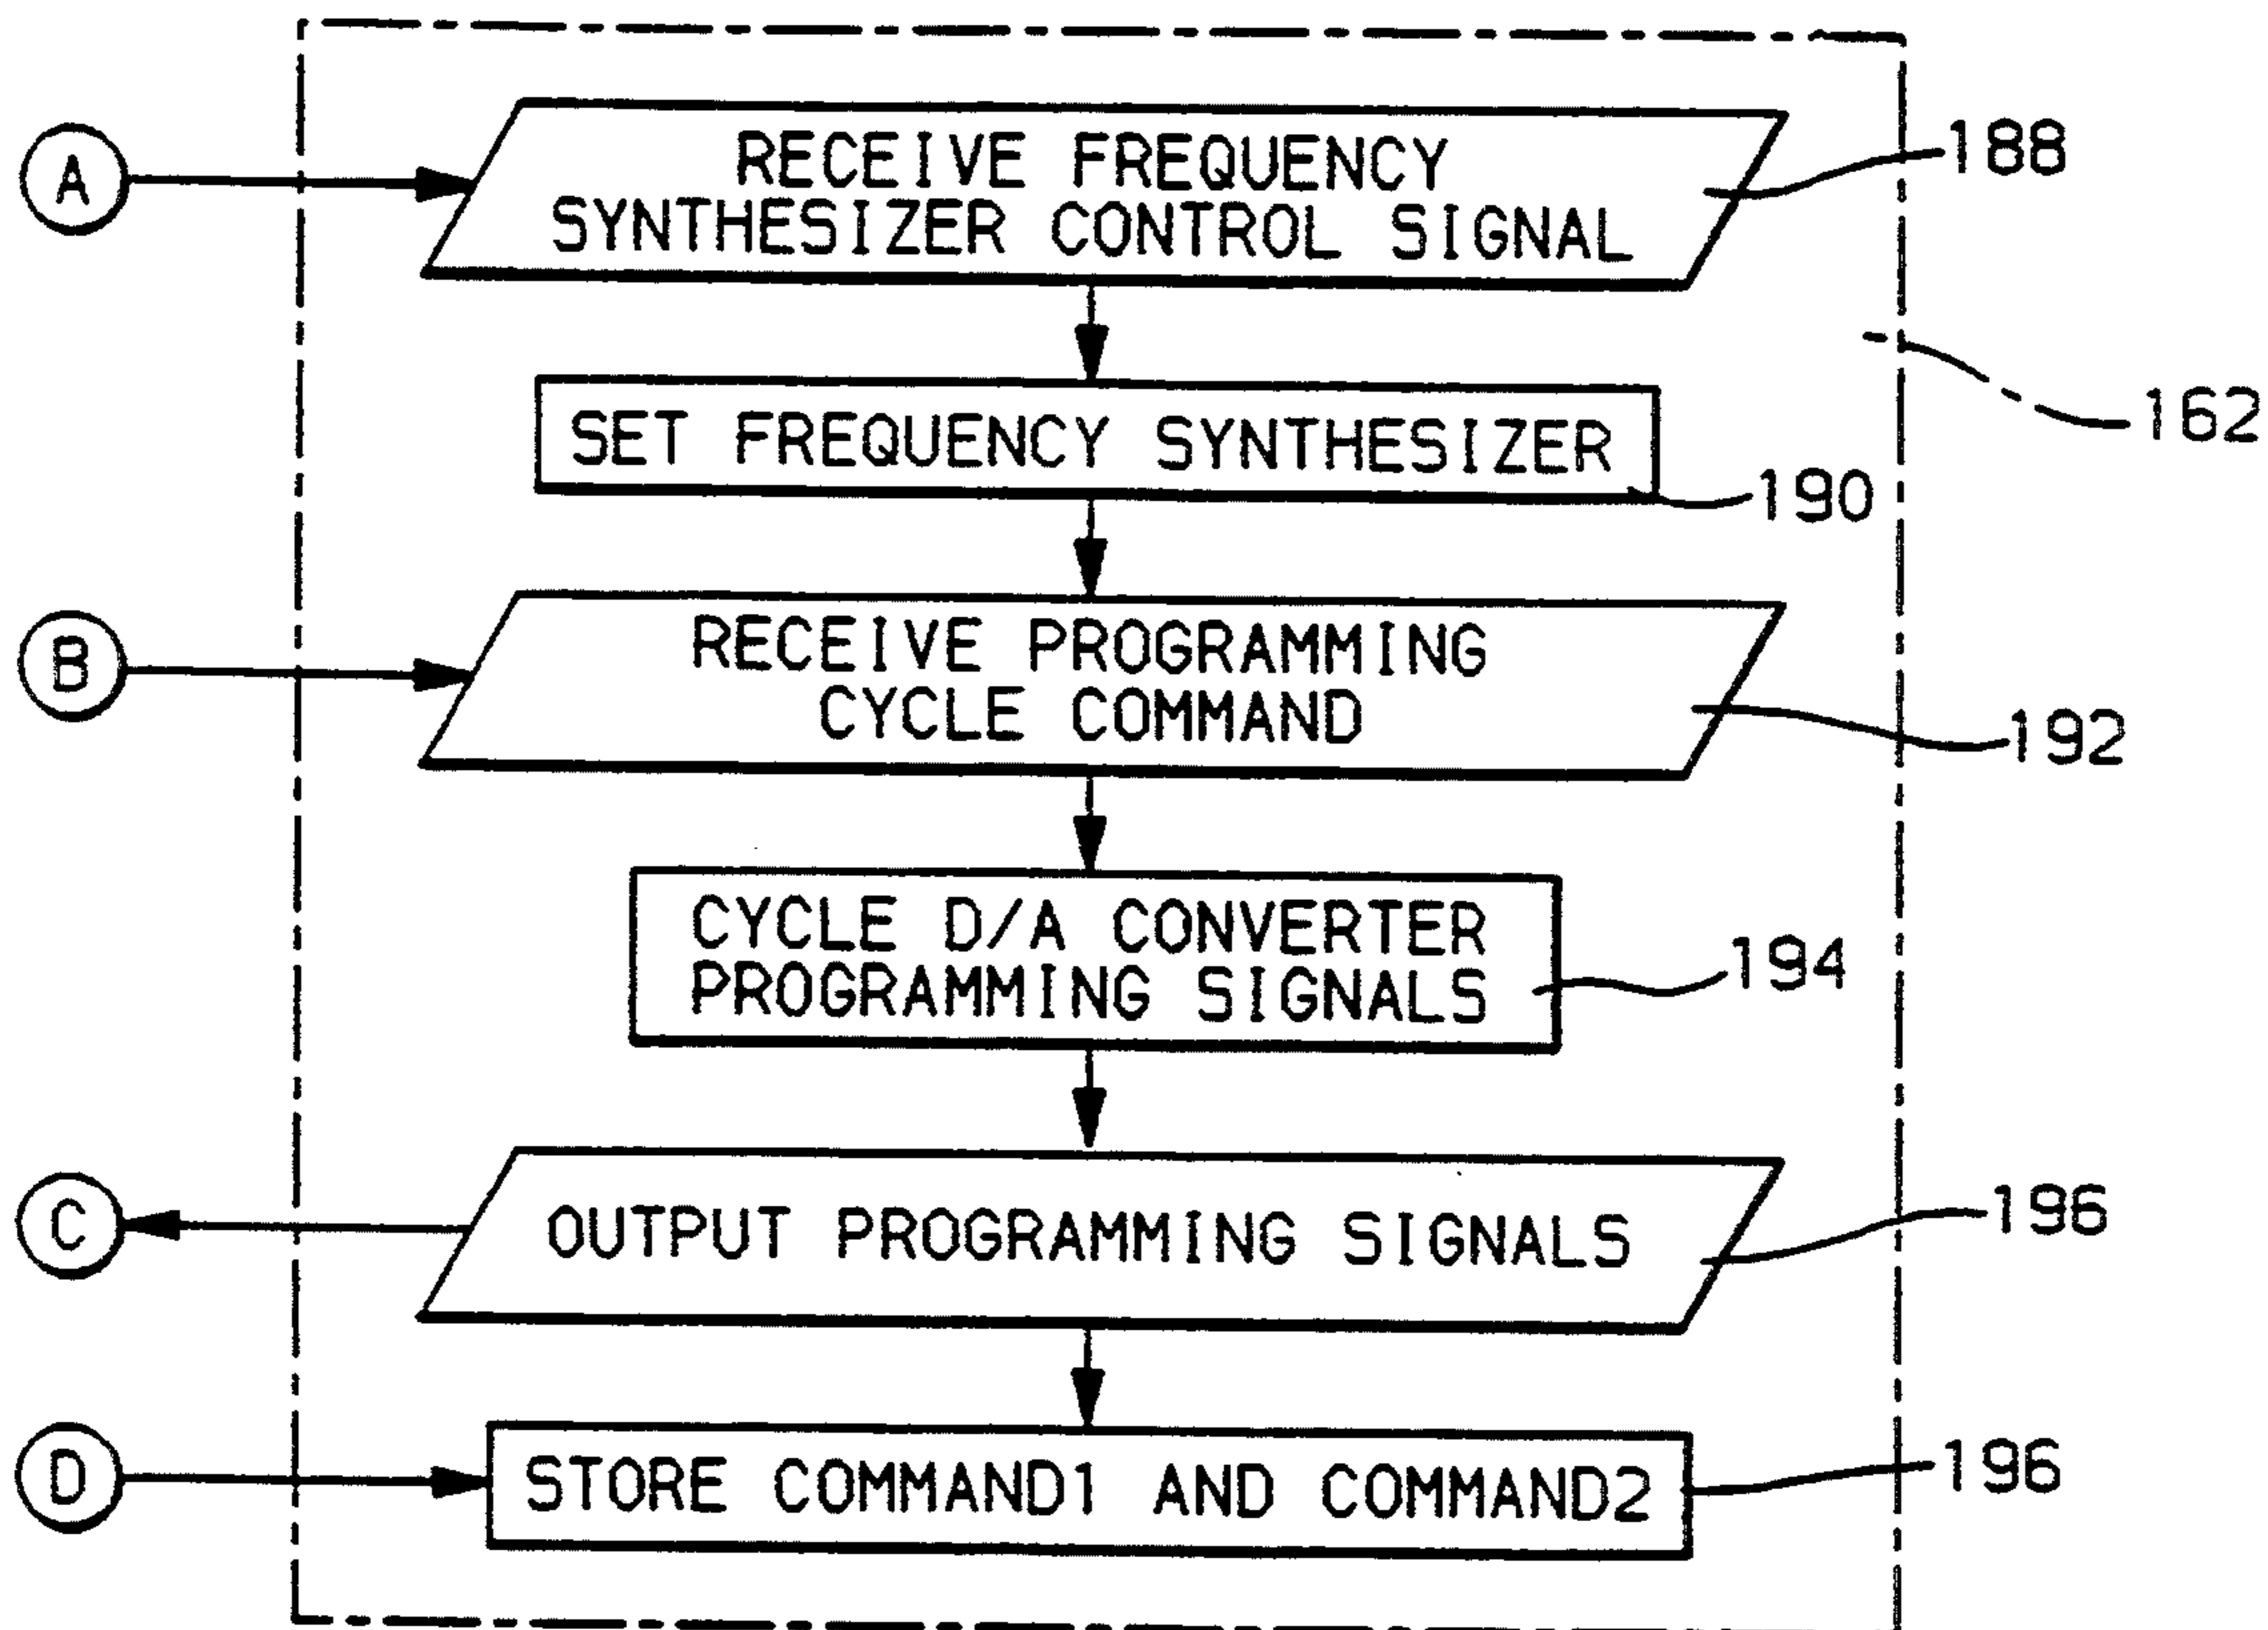 A
RECEIVE FREQUENCY
SYNTHESIZER CONTROL SIGNAL
188
162
SET FREQUENCY SYNTHESIZER
190
B
RECEIVE PROGRAMMING
CYCLE COMMAND
192
CYCLE D/A CONVERTER
PROGRAMMING SIGNALS
194
C
OUTPUT PROGRAMMING SIGNALS
196
D
STORE COMMAND1 AND COMMAND2
196